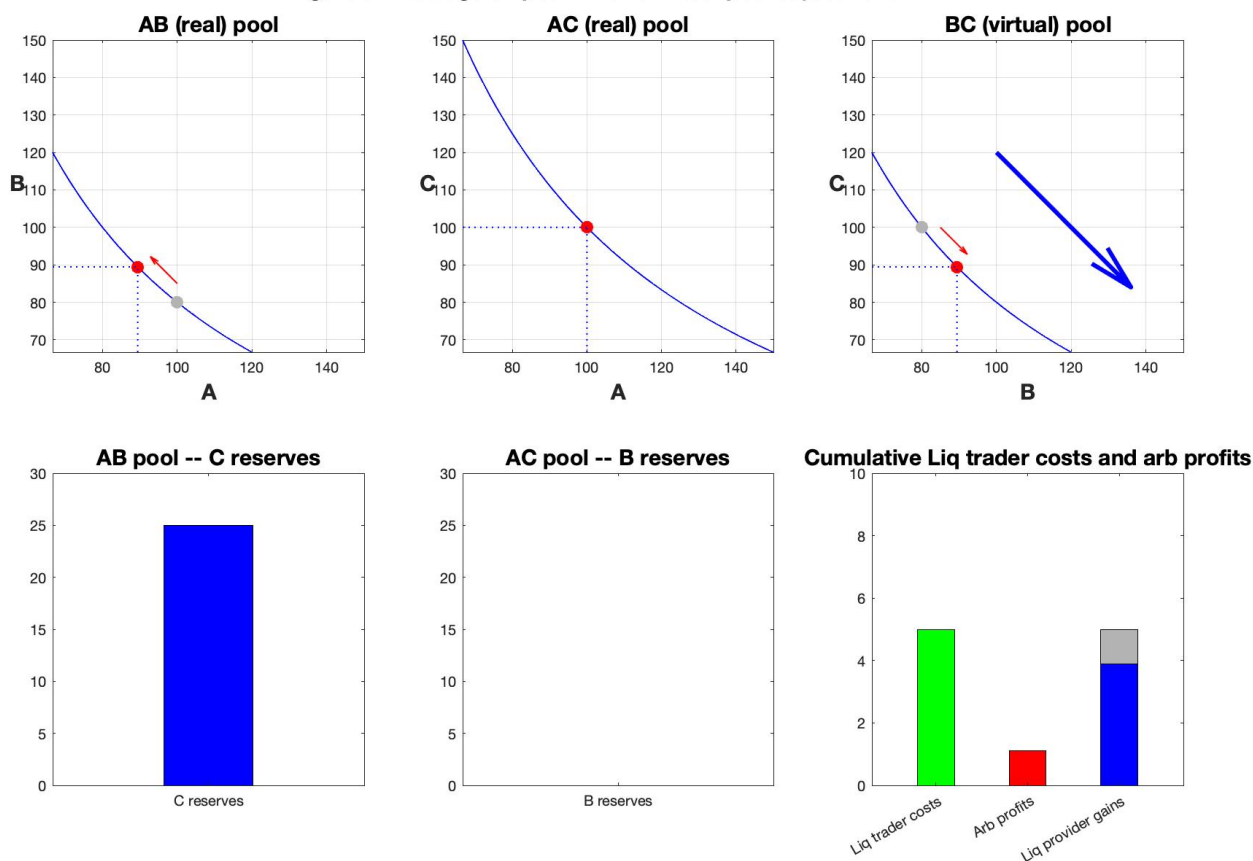 AB (real) pool
150
140
130
120
110
100
90
80
70
B
80 100 120 140
A
AC (real) pool
150
140
130
120
110
100
90
80
70
C
80 100 120 140
A
BC (virtual) pool
150
140
130
120
110
100
90
80
70
C
80 100 120 140
B
AB pool -- C reserves
30
25
20
15
10
5
0
C reserves
AC pool -- B reserves
30
25
20
15
10
5
0
B reserves
Cumulative Liq trader costs and arb profits
10
8
6
4
2
0
Liq trader costs
Arb profits
Liq provider gains